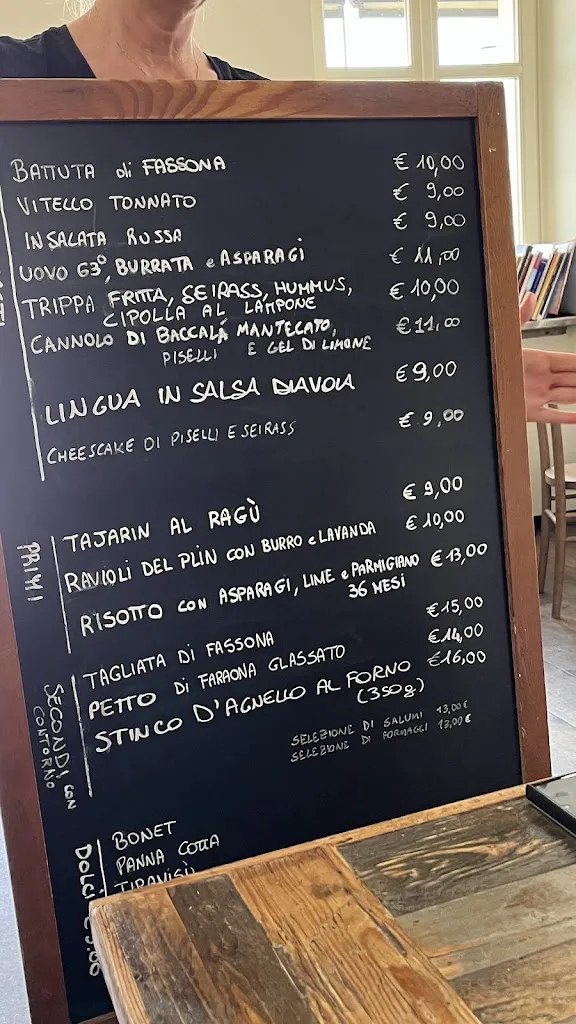 BATTUTA di FASSONA € 10,00
VITELLO TONNATO € 9,00
INSALATA RUSSA € 9,00
UOVO 63°, BURRATA e ASPARAGI € 11,00
TRIPPA FRITTA, SEIRASS, HUMMUS, € 10,00
CIPOLLA AL LAMPONE
CANNOLO DI BACCALÀ MANTECATO, € 11,00
PISELLI E GEL DI LIMONE
LINGUA IN SALSA DIAVOLA € 9,00
CHEESCAKE DI PISELLI E SEIRASS € 9,00
PRIMI
TAJARIN AL RAGÙ € 9,00
RAVIOLI DEL PLIN CON BURRO e LAVANDA € 10,00
RISOTTO CON ASPARAGI, LIME e PARMIGIANO € 13,00
36 MESI
SECONDI CON
CONTORNO
TAGLIATA DI FASSONA € 15,00
PETTO DI FARAONA GLASSATO € 14,00
STINCO D'AGNELLO AL FORNO € 16,00
(350g)
SELEZIONE DI SALUMI 13,00 €
SELEZIONE DI FORMAGGI 12,00 €
DOLCI
BONET
PANNA COTTA
TIRAMISÙ